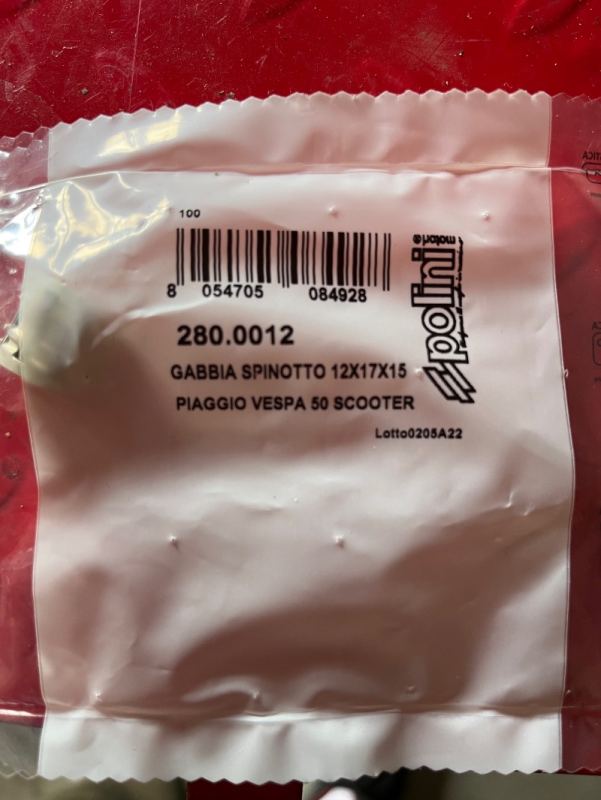 100
8 054705 084928
polini
motori®
280.0012
GABBIA SPINOTTO 12X17X15
PIAGGIO VESPA 50 SCOOTER
Lotto0205A22